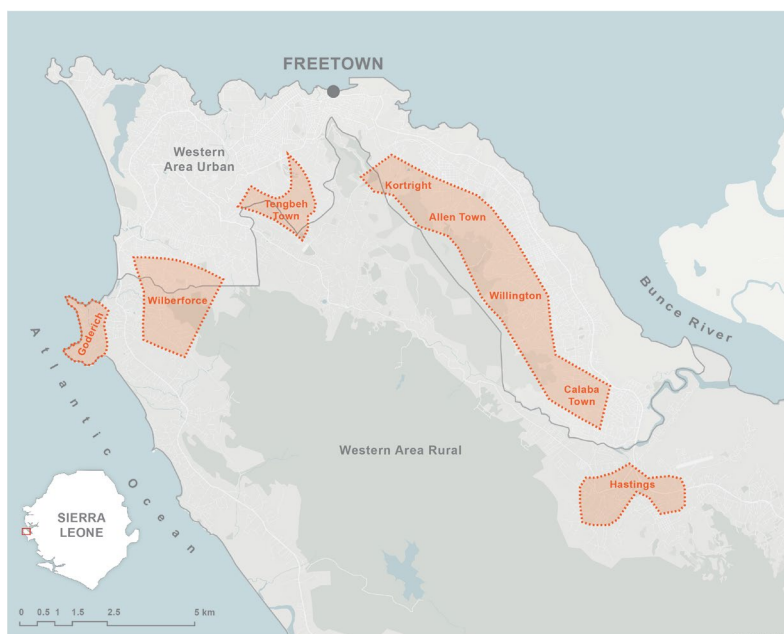 FREETOWN
Western
Area Urban
Kortright
Tengbeh
Town
Allen Town
Wilberforce
Willington
Bunce River
Goderich
Atlantic Ocean
Calaba
Town
Western Area Rural
Hastings
SIERRA
LEONE
0 0.5 1 1.5 2.5 5 km